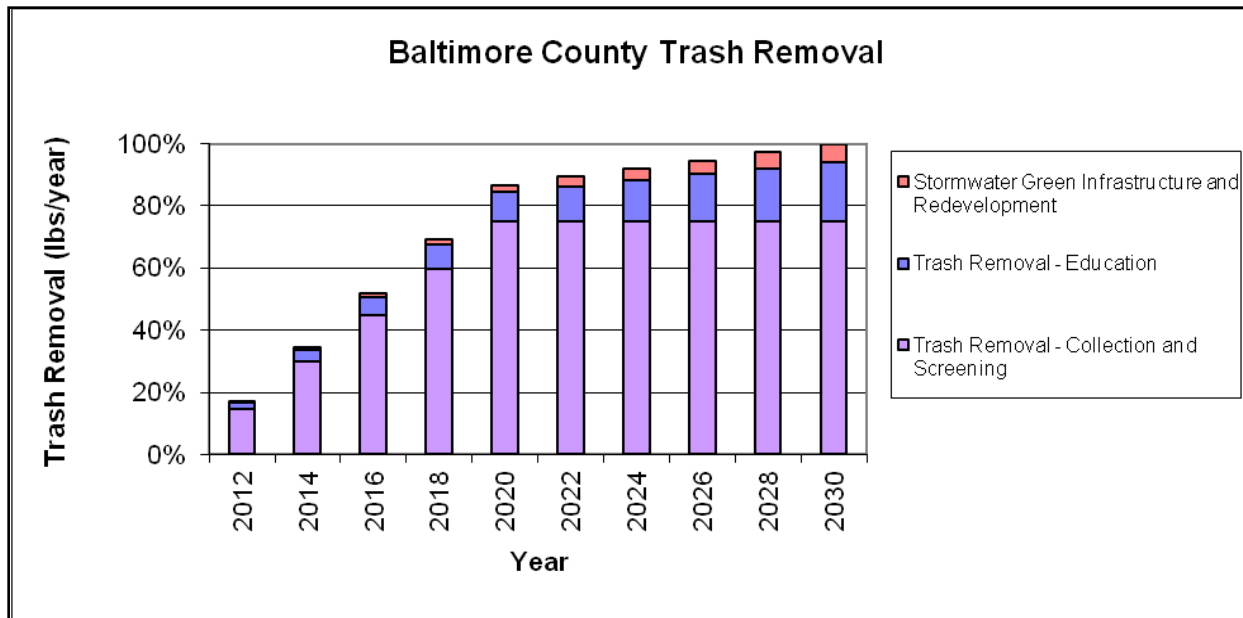 Baltimore County Trash Removal
Trash Removal (lbs/year)
100%
80%
60%
40%
20%
0%
2012
2014
2016
2018
2020
2022
2024
2026
2028
2030
Year
Stormwater Green Infrastructure and
Redevelopment
Trash Removal - Education
Trash Removal - Collection and
Screening